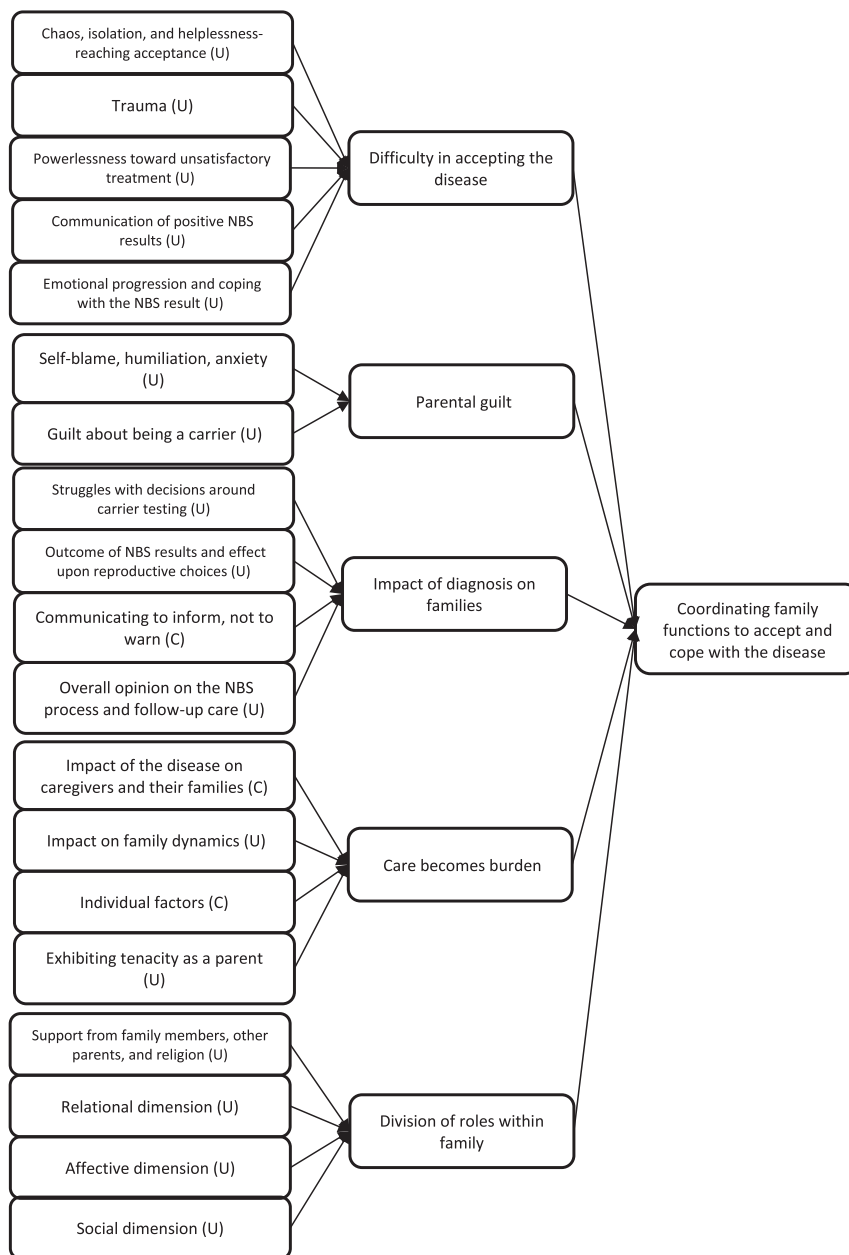 Chaos, isolation, and helplessness-
reaching acceptance (U)
Trauma (U)
Powerlessness toward unsatisfactory
treatment (U)
Communication of positive NBS
results (U)
Emotional progression and coping
with the NBS result (U)
Difficulty in accepting the
disease
Self-blame, humiliation, anxiety
(U)
Guilt about being a carrier (U)
Parental guilt
Struggles with decisions around
carrier testing (U)
Outcome of NBS results and effect
upon reproductive choices (U)
Communicating to inform, not to
warn (C)
Overall opinion on the NBS
process and follow-up care (U)
Impact of diagnosis on
families
Impact of the disease on
caregivers and their families (C)
Impact on family dynamics (U)
Individual factors (C)
Exhibiting tenacity as a parent
(U)
Care becomes burden
Support from family members, other
parents, and religion (U)
Relational dimension (U)
Affective dimension (U)
Social dimension (U)
Division of roles within
family
Coordinating family
functions to accept and
cope with the disease